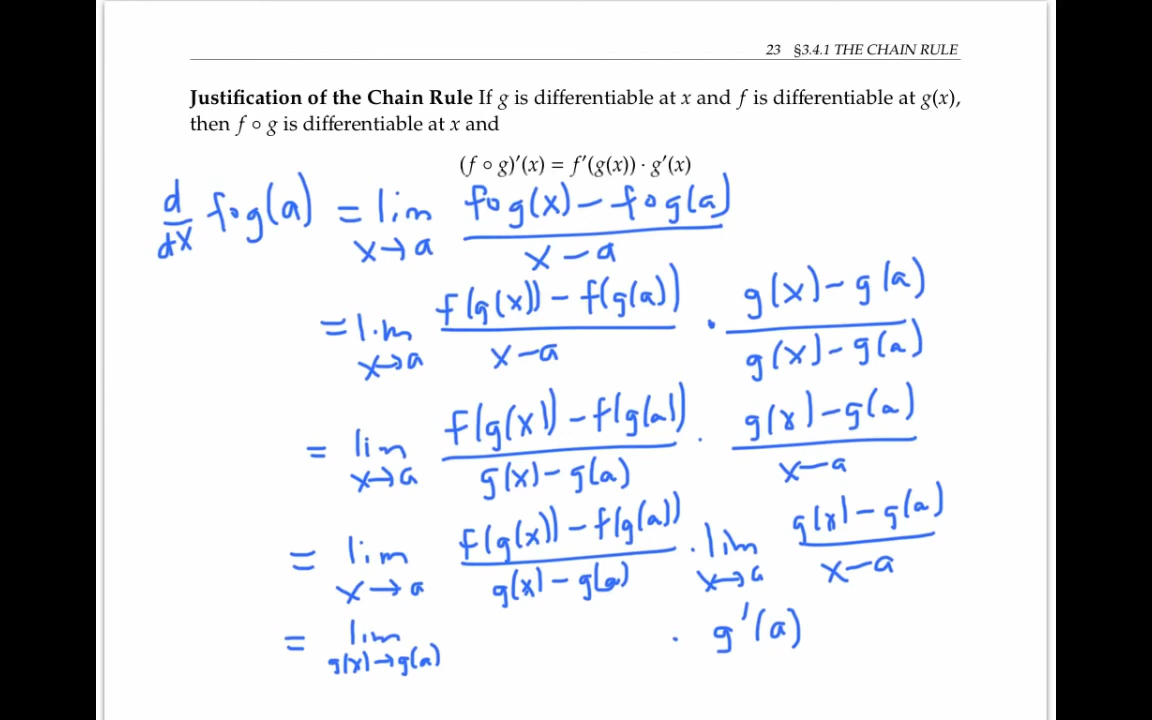 23 §3.4.1 THE CHAIN RULE
Justification of the Chain Rule If g is differentiable at x and f is differentiable at g(x),
then f ∘ g is differentiable at x and
(f ∘ g)′(x) = f′(g(x)) · g′(x)
d/dx f∘g(a) = lim x→a (f∘g(x) − f∘g(a))/(x − a)
= lim x→a (f(g(x)) − f(g(a)))/(x − a) · (g(x) − g(a))/(g(x) − g(a))
= lim x→a (f(g(x)) − f(g(a)))/(g(x) − g(a)) · (g(x) − g(a))/(x − a)
= lim x→a (f(g(x)) − f(g(a)))/(g(x) − g(a)) · lim x→a (g(x) − g(a))/(x − a)
= lim g(x)→g(a) · g′(a)